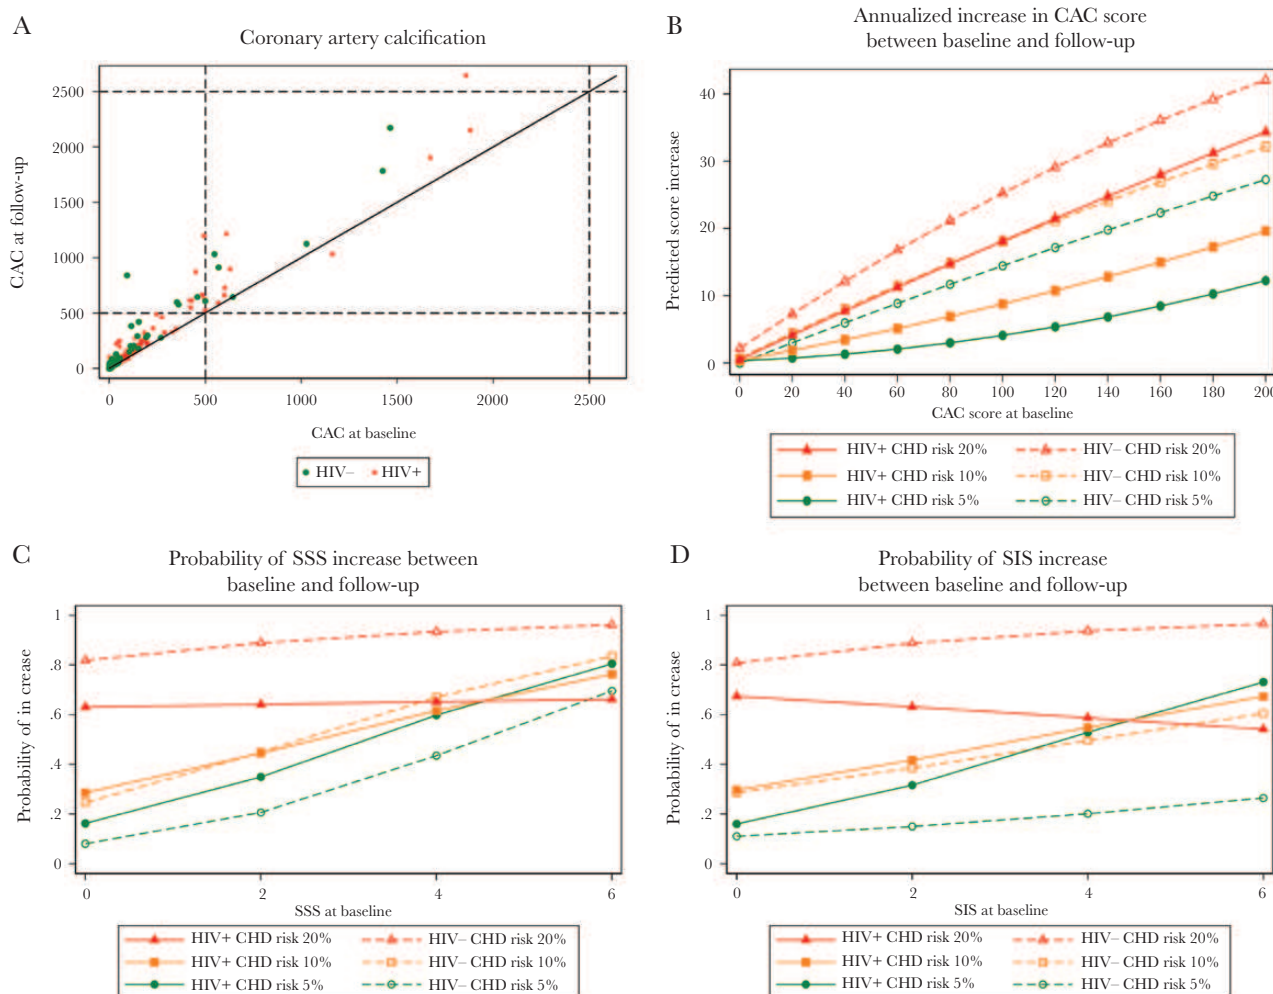 A
Coronary artery calcification
CAC at follow-up
2500
2000
1500
1000
500
0
0
500
1000
1500
2000
2500
CAC at baseline
HIV–
HIV+
B
Annualized increase in CAC score
between baseline and follow-up
Predicted score increase
40
30
20
10
0
0
20
40
60
80
100
120
140
160
180
200
CAC score at baseline
HIV+ CHD risk 20%
HIV– CHD risk 20%
HIV+ CHD risk 10%
HIV– CHD risk 10%
HIV+ CHD risk 5%
HIV– CHD risk 5%
C
Probability of SSS increase between
baseline and follow-up
Probability of in crease
1
.8
.6
.4
.2
0
0
2
4
6
SSS at baseline
HIV+ CHD risk 20%
HIV– CHD risk 20%
HIV+ CHD risk 10%
HIV– CHD risk 10%
HIV+ CHD risk 5%
HIV– CHD risk 5%
D
Probability of SIS increase
between baseline and follow-up
Probability of in crease
1
.8
.6
.4
.2
0
0
2
4
6
SIS at baseline
HIV+ CHD risk 20%
HIV– CHD risk 20%
HIV+ CHD risk 10%
HIV– CHD risk 10%
HIV+ CHD risk 5%
HIV– CHD risk 5%